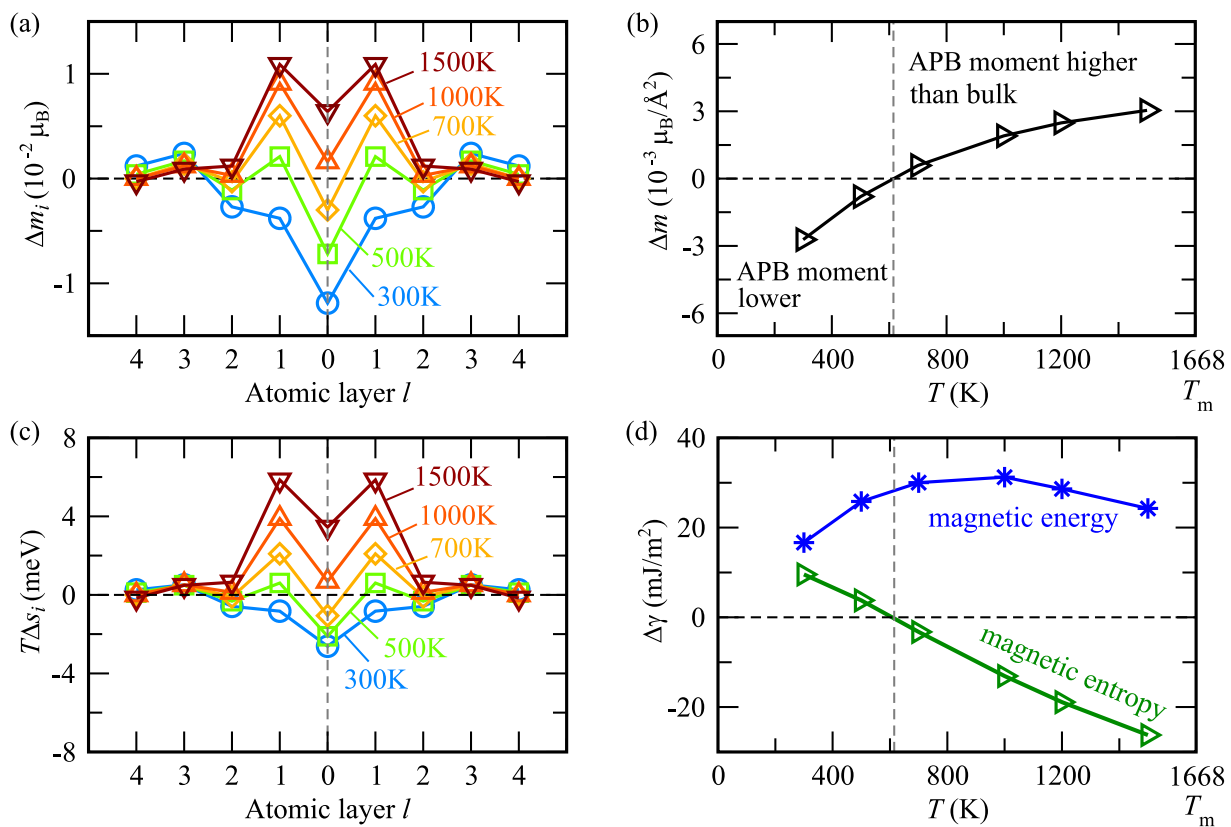 (a)
1
0
-1
Δmᵢ (10⁻² μ_B)
1500K
1000K
700K
500K
300K
4 3 2 1 0 1 2 3 4
Atomic layer l
(b)
6
3
0
-3
-6
Δm (10⁻³ μ_B/Å²)
APB moment higher
than bulk
APB moment
lower
0 400 800 1200 1668
T (K)
T_m
(c)
8
4
0
-4
-8
TΔsᵢ (meV)
1500K
1000K
700K
500K
300K
4 3 2 1 0 1 2 3 4
Atomic layer l
(d)
40
20
0
-20
Δγ (mJ/m²)
magnetic energy
magnetic entropy
0 400 800 1200 1668
T (K)
T_m